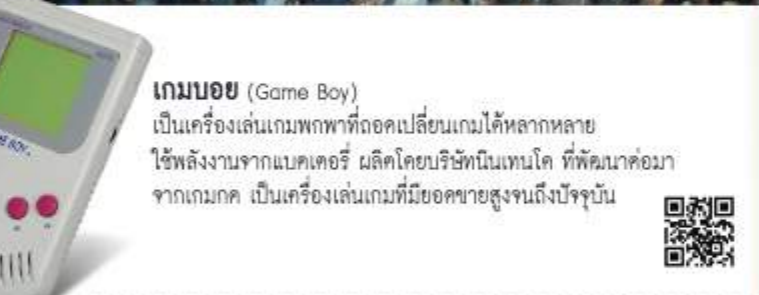 เกมบอย (Game Boy)
เป็นเครื่องเล่นเกมพกพาที่ถอดเปลี่ยนเกมได้หลากหลาย
ใช้พลังงานจากแบตเตอรี่ ผลิตโดยบริษัทนินเทนโด ที่พัฒนาต่อมา
จากเกมกด เป็นเครื่องเล่นเกมที่มียอดขายสูงจนถึงปัจจุบัน